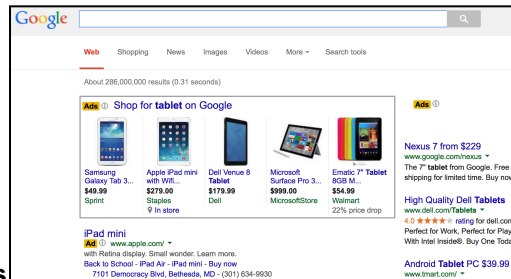 Google
Web Shopping News Images Videos More Search tools
About 286,000,000 results (0.31 seconds)
Ads Shop for tablet on Google
Samsung Galaxy Tab 3...
$49.99
Sprint
Apple iPad mini with Wifi...
$279.00
Staples
In store
Dell Venue 8 Tablet
$179.99
Dell
Microsoft Surface Pro 3...
$999.00
MicrosoftStore
Ematic 7" Tablet 8GB M...
$54.99
Walmart
22% price drop
iPad mini
Ad www.apple.com/
with Retina display. Small wonder. Learn more.
Back to School - iPad Air - iPad mini - Buy now
7101 Democracy Blvd, Bethesda, MD - (301) 634-9930
Ads
Nexus 7 from $229
www.google.com/nexus
The 7" tablet from Google. Free
shipping for limited time. Buy now
High Quality Dell Tablets
www.dell.com/Tablets
4.0 ★★★★★ rating for dell.com
Perfect for Work, Perfect for Play
With Intel Inside®. Buy One Today
Android Tablet PC $39.99
www.tmart.com/
s